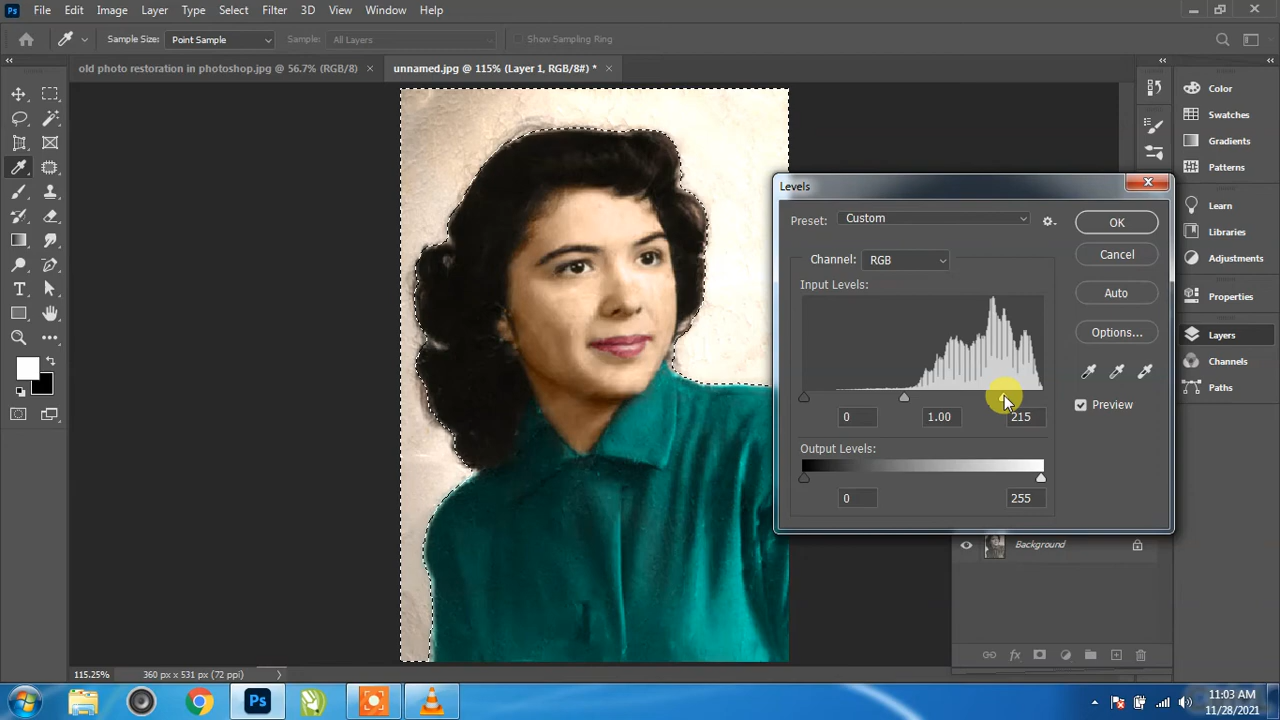 Ps File Edit Image Layer Type Select Filter 3D View Window Help
Sample Size: Point Sample Sample: All Layers Show Sampling Ring
old photo restoration in photoshop.jpg @ 56.7% (RGB/8) × unnamed.jpg @ 115% (Layer 1, RGB/8#) * ×
Color
Swatches
Gradients
Patterns
Learn
Libraries
Adjustments
Properties
Layers
Channels
Paths
Levels
Preset: Custom
OK
Channel: RGB
Cancel
Input Levels:
Auto
Options...
Preview
0 1.00 215
Output Levels:
0 255
Background
115.25% 360 px x 531 px (72 ppi)
Ps
11:03 AM
11/28/2021